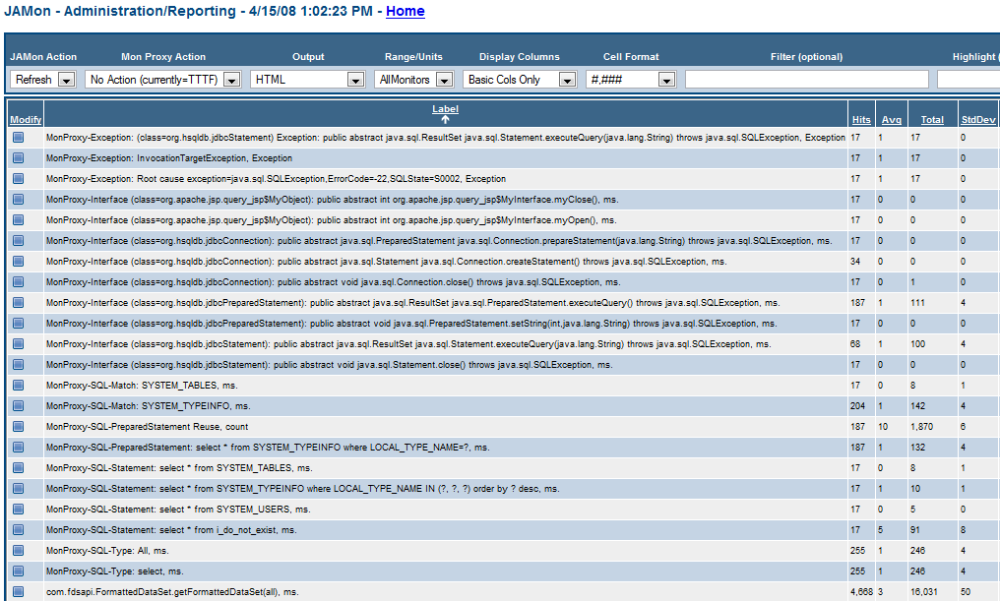 JAMon - Administration/Reporting - 4/15/08 1:02:23 PM - Home
JAMon Action Mon Proxy Action Output Range/Units Display Columns Cell Format Filter (optional) Highlight (
Refresh No Action (currently=TTTF) HTML AllMonitors Basic Cols Only #,###
Modify Label Hits Avg Total StdDev
MonProxy-Exception: (class=org.hsqldb.jdbcStatement) Exception: public abstract java.sql.ResultSet java.sql.Statement.executeQuery(java.lang.String) throws java.sql.SQLException, Exception 17 1 17 0
MonProxy-Exception: InvocationTargetException, Exception 17 1 17 0
MonProxy-Exception: Root cause exception=java.sql.SQLException,ErrorCode=-22,SQLState=S0002, Exception 17 1 17 0
MonProxy-Interface (class=org.apache.jsp.query_jsp$MyObject): public abstract int org.apache.jsp.query_jsp$MyInterface.myClose(), ms. 17 0 0 0
MonProxy-Interface (class=org.apache.jsp.query_jsp$MyObject): public abstract int org.apache.jsp.query_jsp$MyInterface.myOpen(), ms. 17 0 0 0
MonProxy-Interface (class=org.hsqldb.jdbcConnection): public abstract java.sql.PreparedStatement java.sql.Connection.prepareStatement(java.lang.String) throws java.sql.SQLException, ms. 17 0 0 0
MonProxy-Interface (class=org.hsqldb.jdbcConnection): public abstract java.sql.Statement java.sql.Connection.createStatement() throws java.sql.SQLException, ms. 34 0 0 0
MonProxy-Interface (class=org.hsqldb.jdbcConnection): public abstract void java.sql.Connection.close() throws java.sql.SQLException, ms. 17 0 1 0
MonProxy-Interface (class=org.hsqldb.jdbcPreparedStatement): public abstract java.sql.ResultSet java.sql.PreparedStatement.executeQuery() throws java.sql.SQLException, ms. 187 1 111 4
MonProxy-Interface (class=org.hsqldb.jdbcPreparedStatement): public abstract void java.sql.PreparedStatement.setString(int,java.lang.String) throws java.sql.SQLException, ms. 17 0 0 0
MonProxy-Interface (class=org.hsqldb.jdbcStatement): public abstract java.sql.ResultSet java.sql.Statement.executeQuery(java.lang.String) throws java.sql.SQLException, ms. 68 1 100 4
MonProxy-Interface (class=org.hsqldb.jdbcStatement): public abstract void java.sql.Statement.close() throws java.sql.SQLException, ms. 17 0 0 0
MonProxy-SQL-Match: SYSTEM_TABLES, ms. 17 0 8 1
MonProxy-SQL-Match: SYSTEM_TYPEINFO, ms. 204 1 142 4
MonProxy-SQL-PreparedStatement Reuse, count 187 10 1,870 6
MonProxy-SQL-PreparedStatement: select * from SYSTEM_TYPEINFO where LOCAL_TYPE_NAME=?, ms. 187 1 132 4
MonProxy-SQL-Statement: select * from SYSTEM_TABLES, ms. 17 0 8 1
MonProxy-SQL-Statement: select * from SYSTEM_TYPEINFO where LOCAL_TYPE_NAME IN (?, ?, ?) order by ? desc, ms. 17 1 10 1
MonProxy-SQL-Statement: select * from SYSTEM_USERS, ms. 17 0 5 0
MonProxy-SQL-Statement: select * from i_do_not_exist, ms. 17 5 91 8
MonProxy-SQL-Type: All, ms. 255 1 246 4
MonProxy-SQL-Type: select, ms. 255 1 246 4
com.fdsapi.FormattedDataSet.getFormattedDataSet(all), ms. 4,668 3 16,031 50